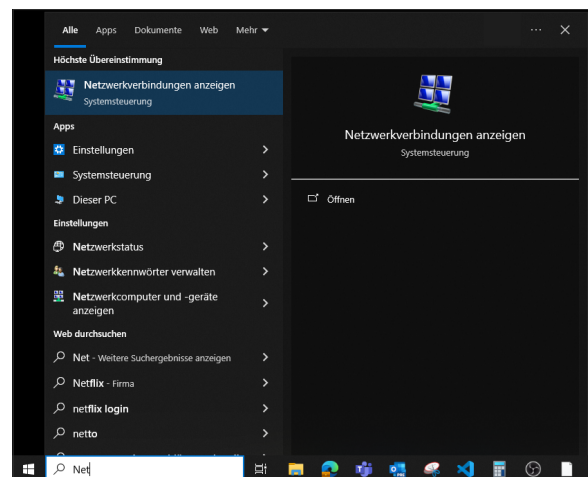 Alle Apps Dokumente Web Mehr
Höchste Übereinstimmung
Netzwerkverbindungen anzeigen
Systemsteuerung
Apps
Einstellungen
Systemsteuerung
Dieser PC
Einstellungen
Netzwerkstatus
Netzwerkkennwörter verwalten
Netzwerkcomputer und -geräte
anzeigen
Web durchsuchen
Net - Weitere Suchergebnisse anzeigen
Netflix - Firma
netflix login
netto
Net
Netzwerkverbindungen anzeigen
Systemsteuerung
Öffnen